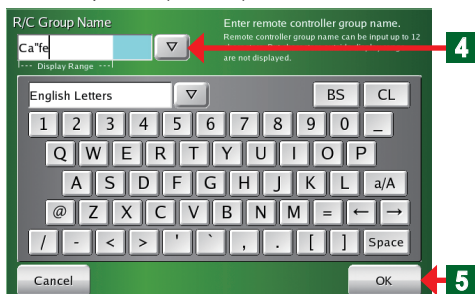 R/C Group Name
Enter remote controller group name.
Remote controller group name can be input up to 12
are not displayed.
Ca"fe
▽
4
--- Display Range ---
English Letters ▽ BS CL
1 2 3 4 5 6 7 8 9 0 _
Q W E R T Y U I O P
A S D F G H J K L a/A
@ Z X C V B N M = ← →
/ - < > ' ` , . [ ] Space
Cancel OK
5